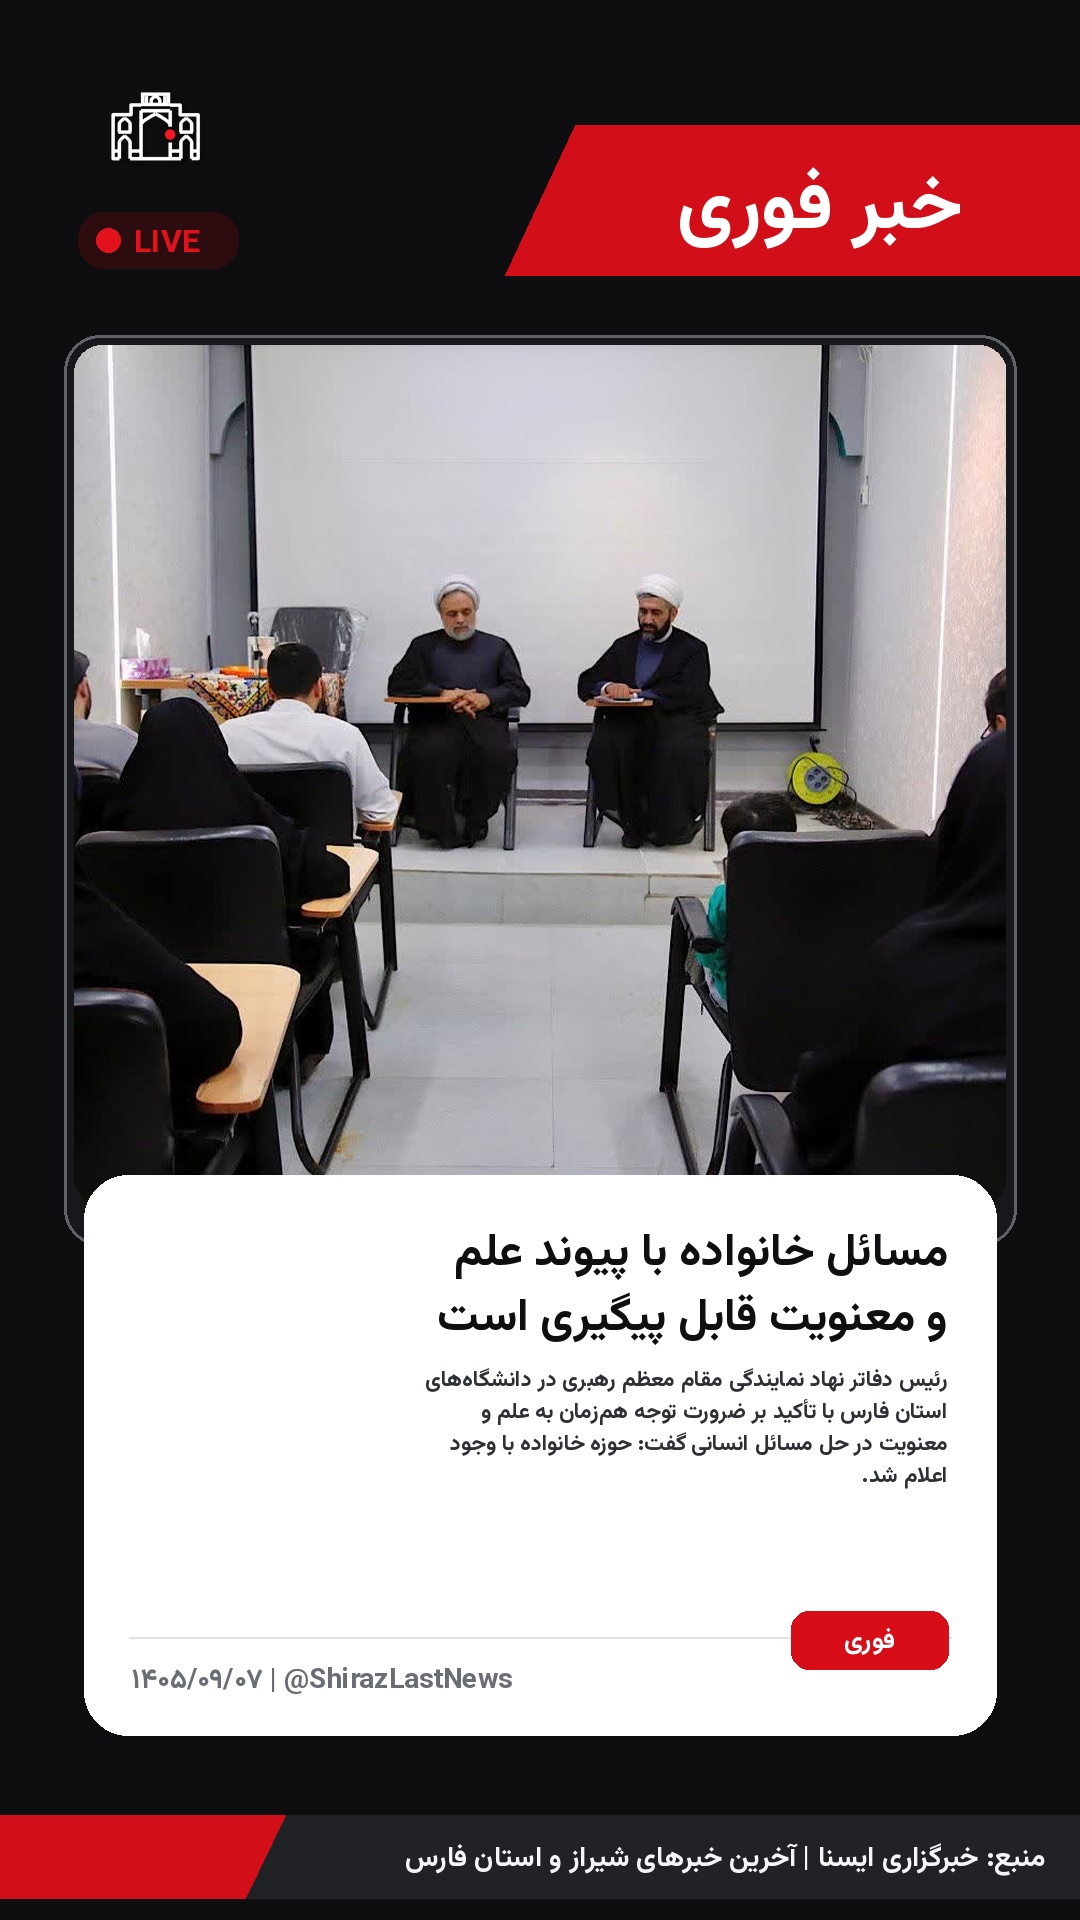 خبر فوری
LIVE
مسائل خانواده با پیوند علم
و معنویت قابل پیگیری است
رئیس دفاتر نهاد نمایندگی مقام معظم رهبری در دانشگاه‌های
استان فارس با تأکید بر ضرورت توجه هم‌زمان به علم و
معنویت در حل مسائل انسانی گفت: حوزه خانواده با وجود
اعلام شد.
فوری
۱۴۰۵/۰۹/۰۷ | @ShirazLastNews
منبع: خبرگزاری ایسنا | آخرین خبرهای شیراز و استان فارس